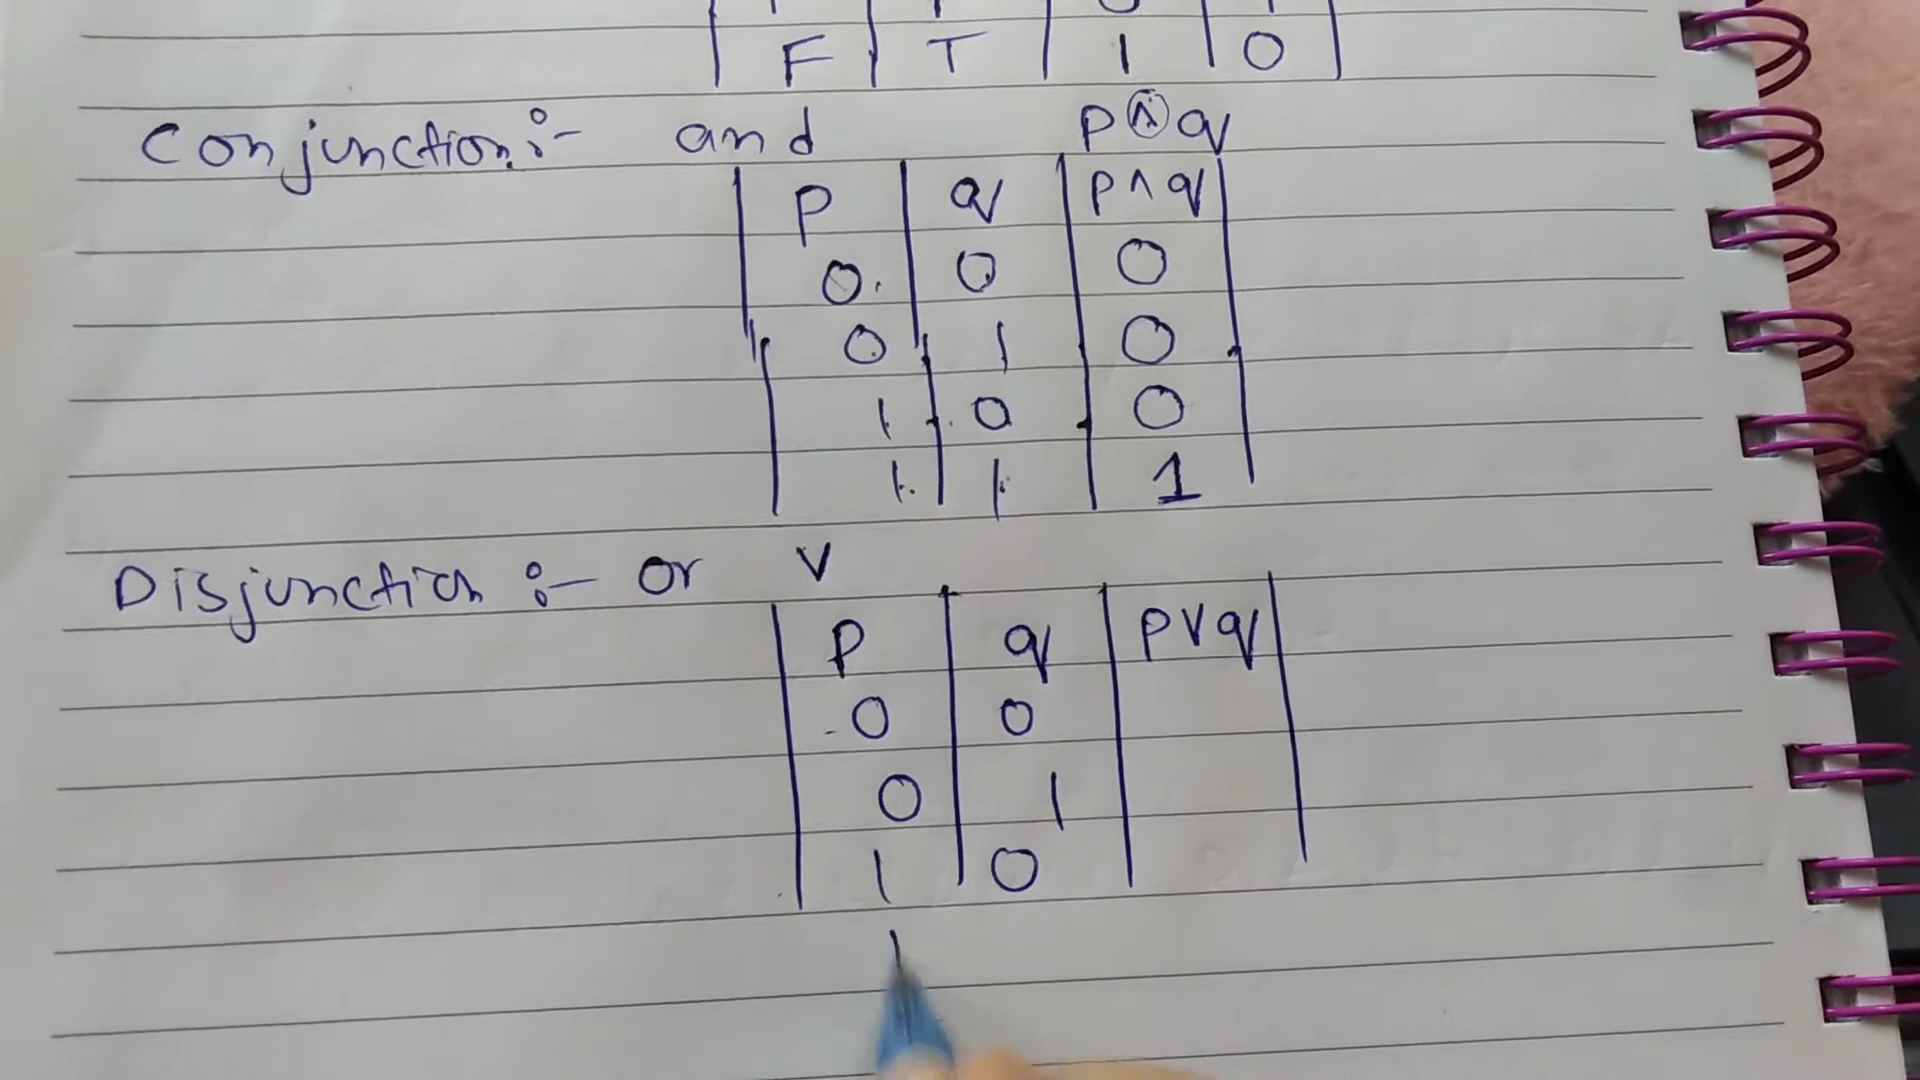 F T 1 0
Conjunction:- and p∧q
P q p∧q
0 0 0
0 1 0
1 0 0
1 1 1
Disjunction :- or ∨
P q p∨q
0 0
0 1
1 0
1